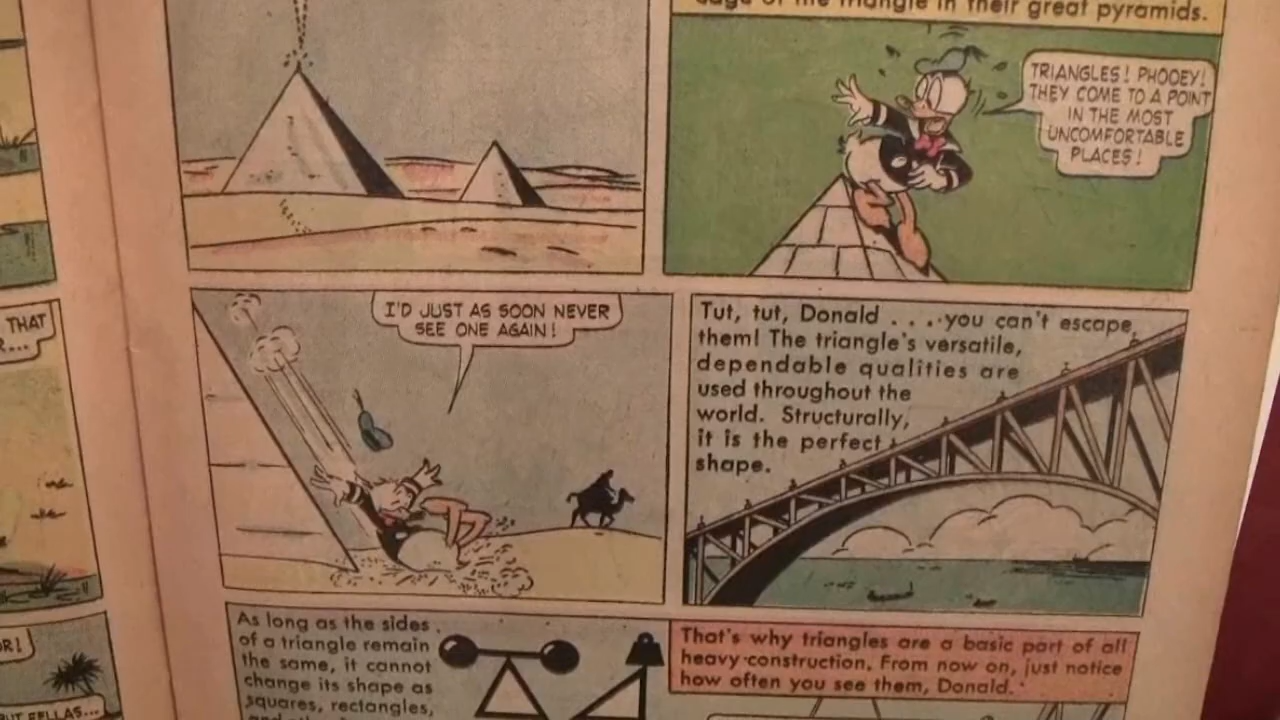 of the triangle in their great pyramids.
TRIANGLES! PHOOEY!
THEY COME TO A POINT
IN THE MOST
UNCOMFORTABLE
PLACES!
THAT
I'D JUST AS SOON NEVER
SEE ONE AGAIN!
Tut, tut, Donald . . . . you can't escape
them! The triangle's versatile,
dependable qualities are
used throughout the
world. Structurally,
it is the perfect
shape.
As long as the sides
of a triangle remain
the same, it cannot
change its shape as
squares, rectangles,
That's why triangles are a basic part of all
heavy construction. From now on, just notice
how often you see them, Donald.
FELLAS...